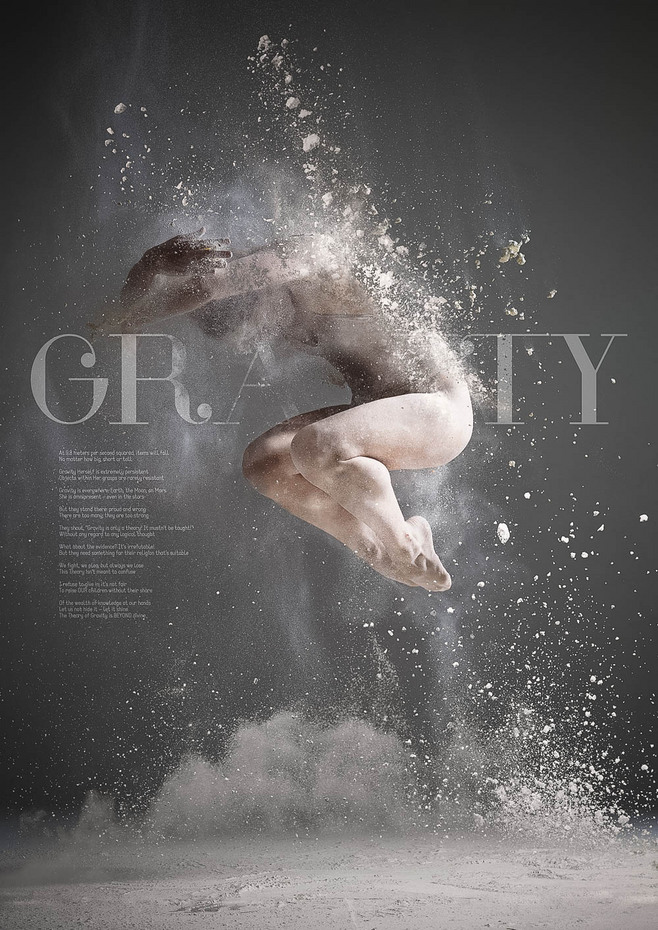 GRAVITY
At 9.8 meters per second squared, items will fall
No matter how big, short or tall.
Gravity Herself is extremely persistent
Objects within Her grasp are rarely resistant
Gravity is everywhere: Earth, the Moon, on Mars
She is omnipresent - even in the stars
But they stand there proud and wrong
There are too many, they are too strong
They shout, "Gravity is only a theory! It mustn't be taught!"
Without any regard to any logical thought.
What about the evidence? It's irrefutable!
But they need something for their religion that's suitable
We fight, we plea, but always we lose
This theory isn't meant to confuse
I refuse to give in, it's not fair
To raise OUR children without their share
Of the wealth of knowledge at our hands
Let us not hide it - let it shine
The Theory of Gravity is BEYOND divine.